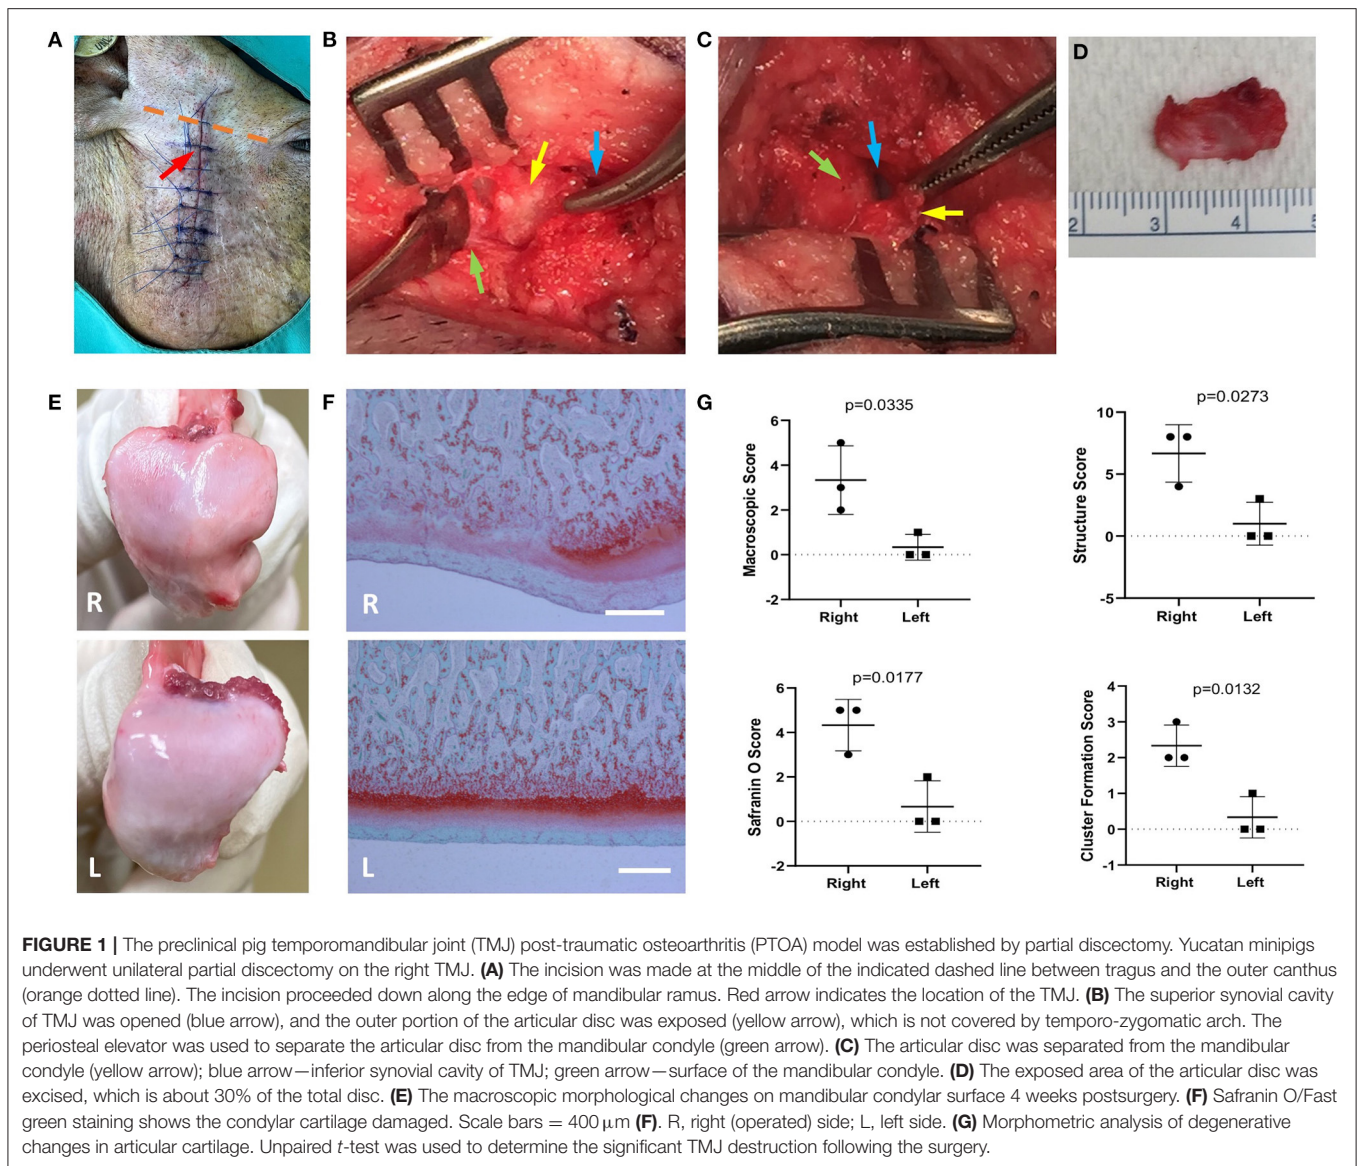 A
B
C
D
2 3 4 5
E
R
L
F
R
L
G
p=0.0335
Macroscopic Score
6
4
2
0
-2
Right Left
p=0.0273
Structure Score
10
5
0
-5
Right Left
p=0.0177
Safranin O Score
6
4
2
0
-2
Right Left
p=0.0132
Cluster Formation Score
4
3
2
1
0
-1
Right Left
FIGURE 1 | The preclinical pig temporomandibular joint (TMJ) post-traumatic osteoarthritis (PTOA) model was established by partial discectomy. Yucatan minipigs
underwent unilateral partial discectomy on the right TMJ. (A) The incision was made at the middle of the indicated dashed line between tragus and the outer canthus
(orange dotted line). The incision proceeded down along the edge of mandibular ramus. Red arrow indicates the location of the TMJ. (B) The superior synovial cavity
of TMJ was opened (blue arrow), and the outer portion of the articular disc was exposed (yellow arrow), which is not covered by temporo-zygomatic arch. The
periosteal elevator was used to separate the articular disc from the mandibular condyle (green arrow). (C) The articular disc was separated from the mandibular
condyle (yellow arrow); blue arrow—inferior synovial cavity of TMJ; green arrow—surface of the mandibular condyle. (D) The exposed area of the articular disc was
excised, which is about 30% of the total disc. (E) The macroscopic morphological changes on mandibular condylar surface 4 weeks postsurgery. (F) Safranin O/Fast
green staining shows the condylar cartilage damaged. Scale bars = 400 μm (F). R, right (operated) side; L, left side. (G) Morphometric analysis of degenerative
changes in articular cartilage. Unpaired t-test was used to determine the significant TMJ destruction following the surgery.